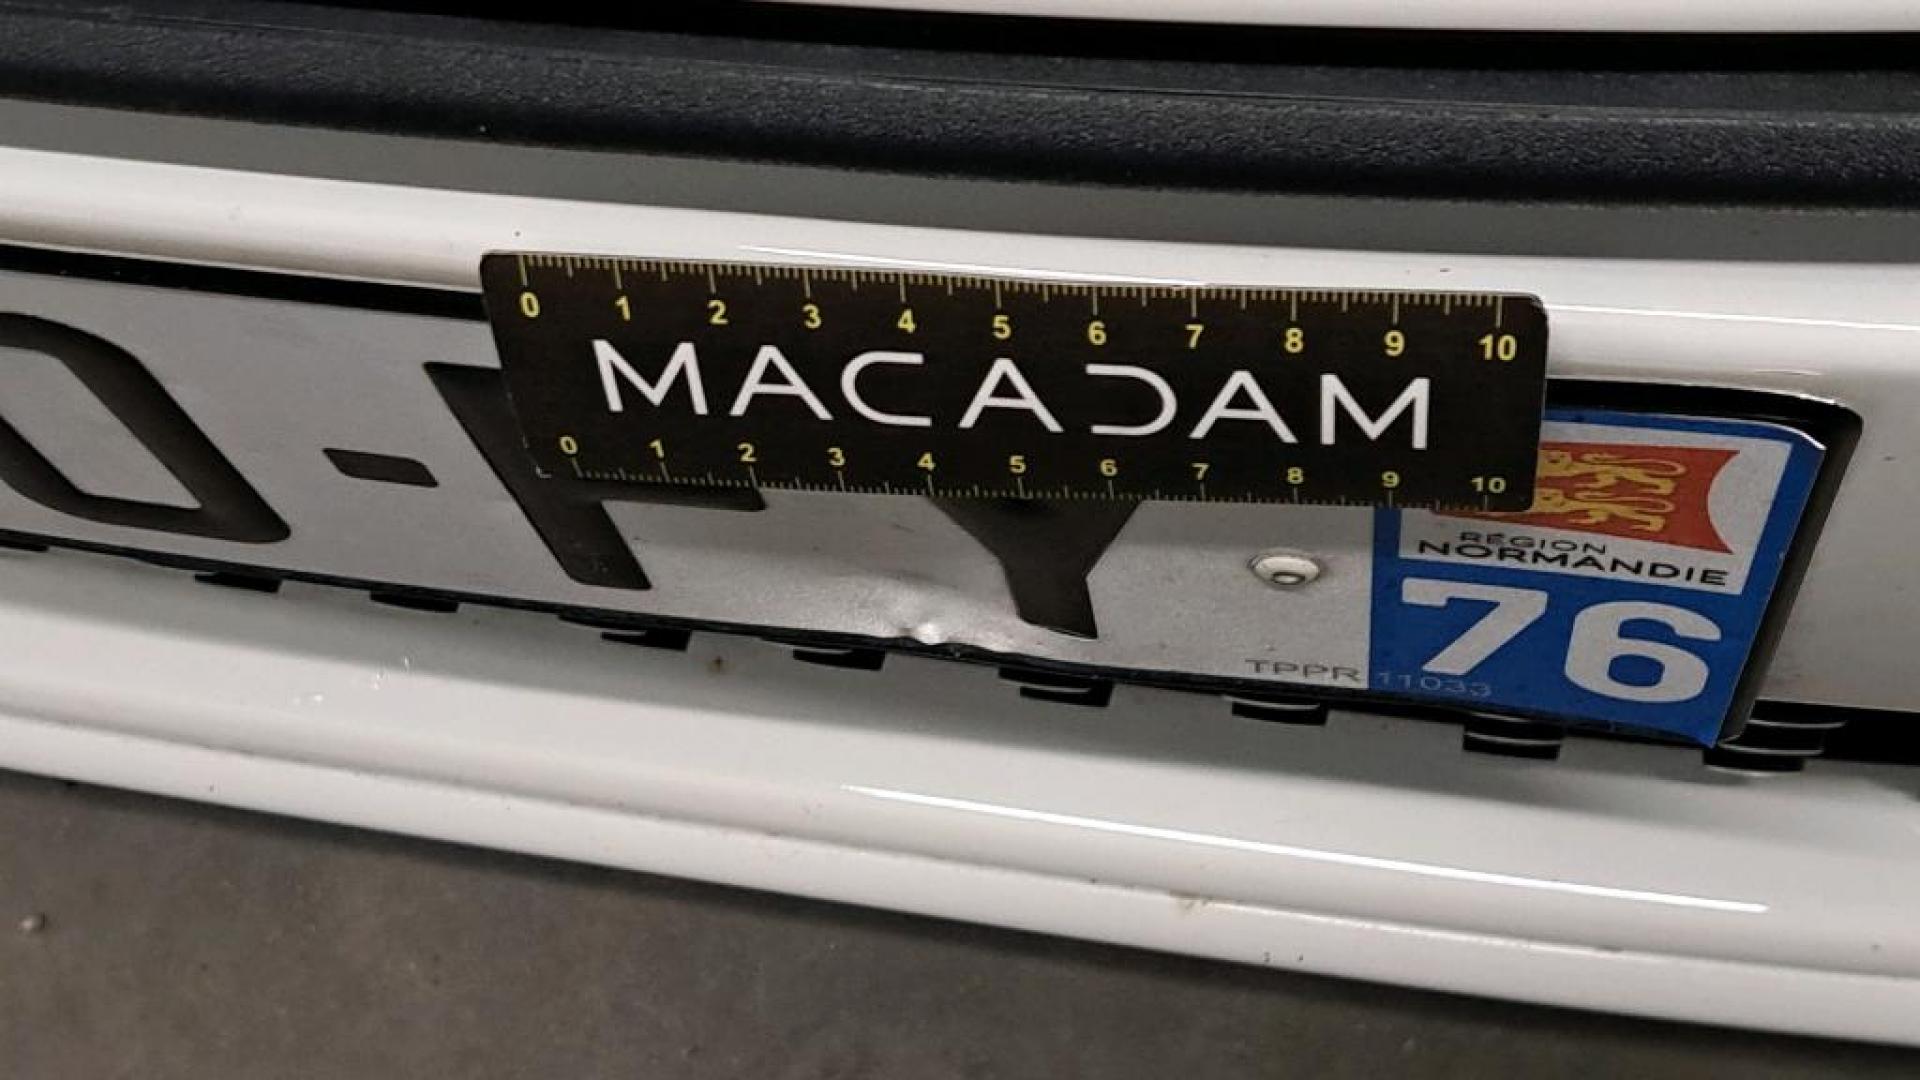 0 1 2 3 4 5 6 7 8 9 10
MACADAM
0 1 2 3 4 5 6 7 8 9 10
-FY
RÉGION
NORMANDIE
76
TPPR 11033